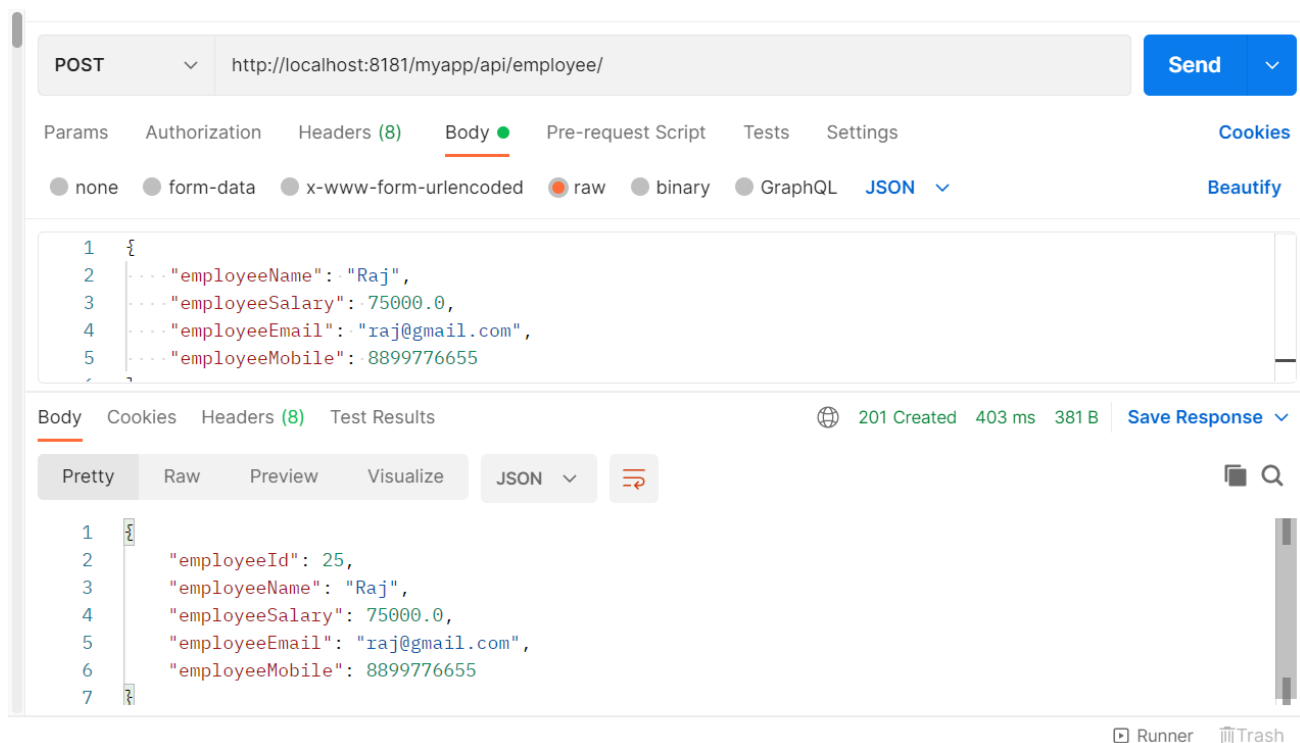 POST http://localhost:8181/myapp/api/employee/ Send
Params Authorization Headers (8) Body Pre-request Script Tests Settings Cookies
none form-data x-www-form-urlencoded raw binary GraphQL JSON Beautify
1 {
2 "employeeName": "Raj",
3 "employeeSalary": 75000.0,
4 "employeeEmail": "raj@gmail.com",
5 "employeeMobile": 8899776655
Body Cookies Headers (8) Test Results 201 Created 403 ms 381 B Save Response
Pretty Raw Preview Visualize JSON
1 {
2 "employeeId": 25,
3 "employeeName": "Raj",
4 "employeeSalary": 75000.0,
5 "employeeEmail": "raj@gmail.com",
6 "employeeMobile": 8899776655
7 }
Runner Trash